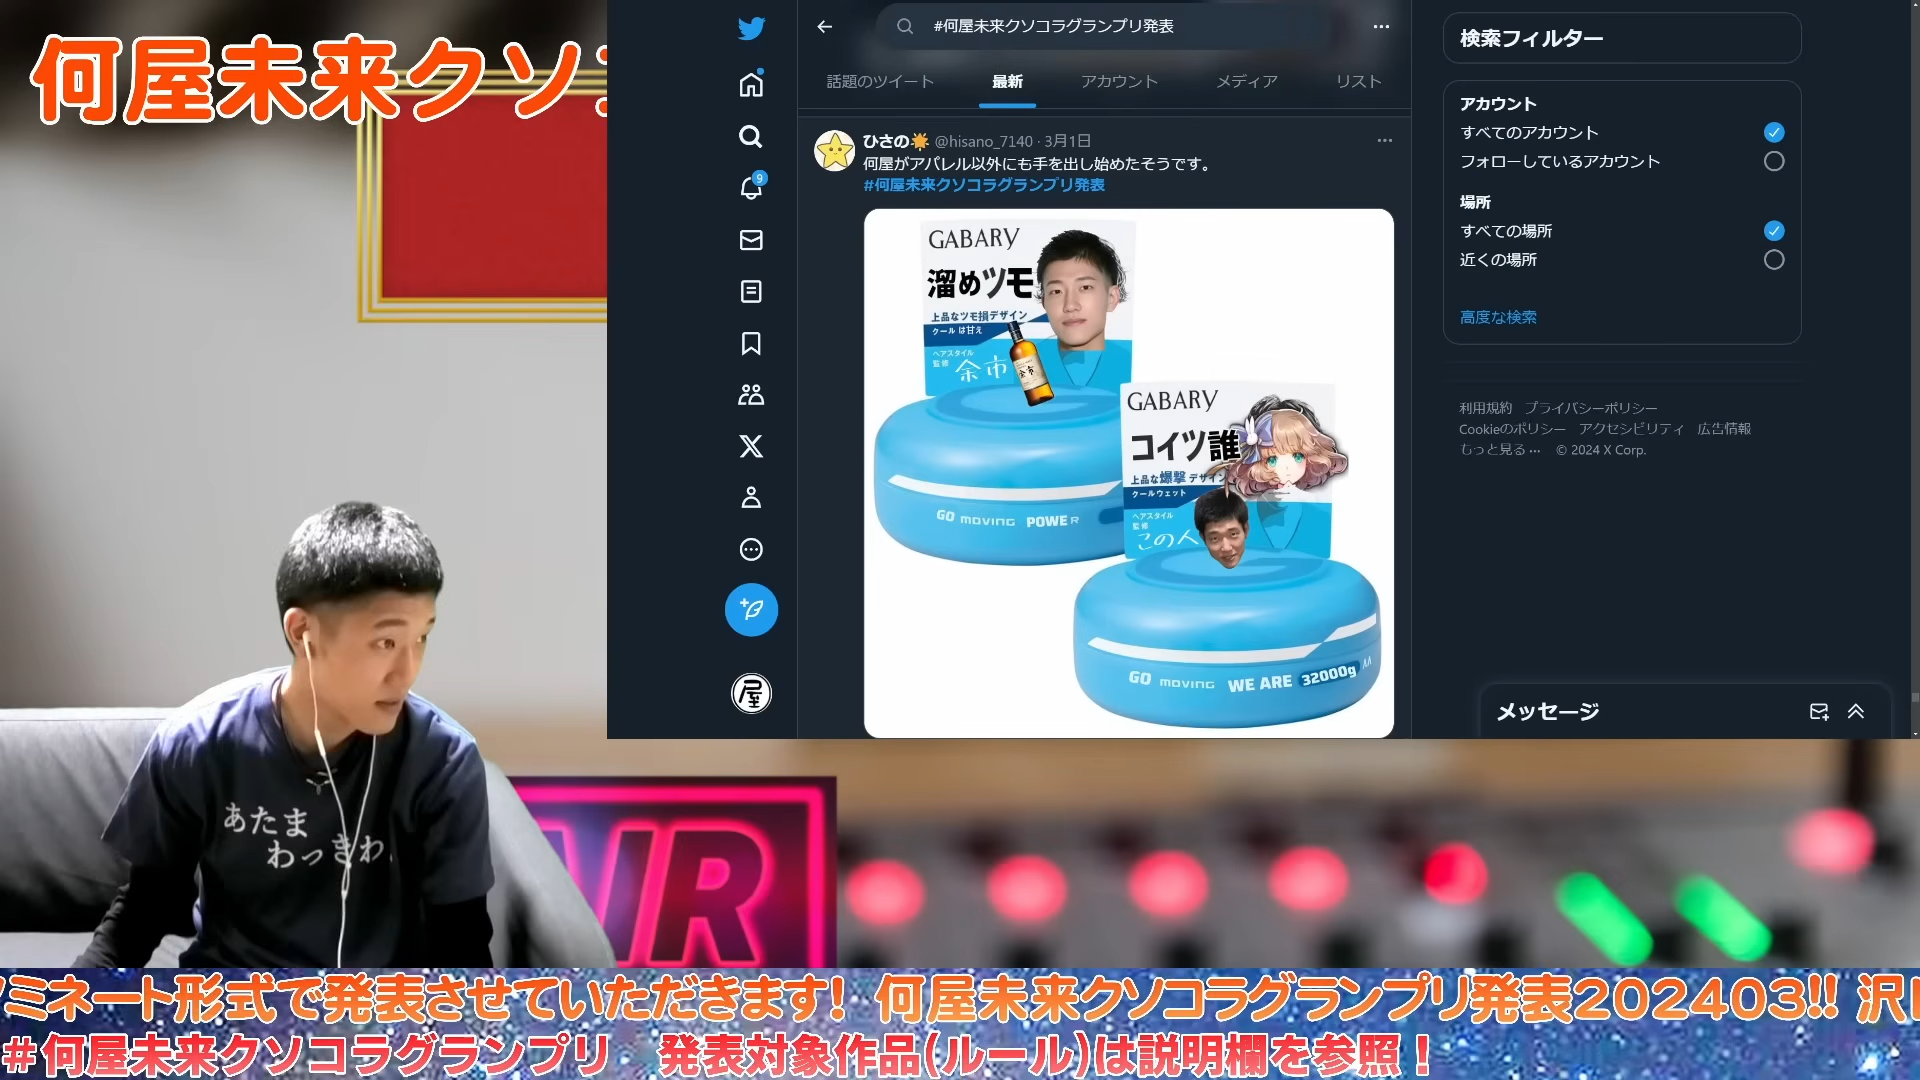 何屋未来クソ
#何屋未来クソコラグランプリ発表
話題のツイート
最新
アカウント
メディア
リスト
9
ひさの🌟 @hisano_7140 · 3月1日
何屋がアパレル以外にも手を出し始めたそうです。
#何屋未来クソコラグランプリ発表
GABARY
溜めツモ
上品なツモ損デザイン
クール は甘え
ヘアスタイル
監修
余市
余市
GO MOVING POWER
GABARY
コイツ誰
上品な爆撃デザイン
クールウェット
ヘアスタイル
監修
この人
GO MOVING WE ARE 32000g
検索フィルター
アカウント
すべてのアカウント
フォローしているアカウント
場所
すべての場所
近くの場所
高度な検索
利用規約 プライバシーポリシー
Cookieのポリシー アクセシビリティ 広告情報
もっと見る ··· © 2024 X Corp.
メッセージ
屋
あたま
わっきわ
VR
ミネート形式で発表させていただきます! 何屋未来クソコラグランプリ発表202403!! 沢
#何屋未来クソコラグランプリ 発表対象作品(ルール)は説明欄を参照!